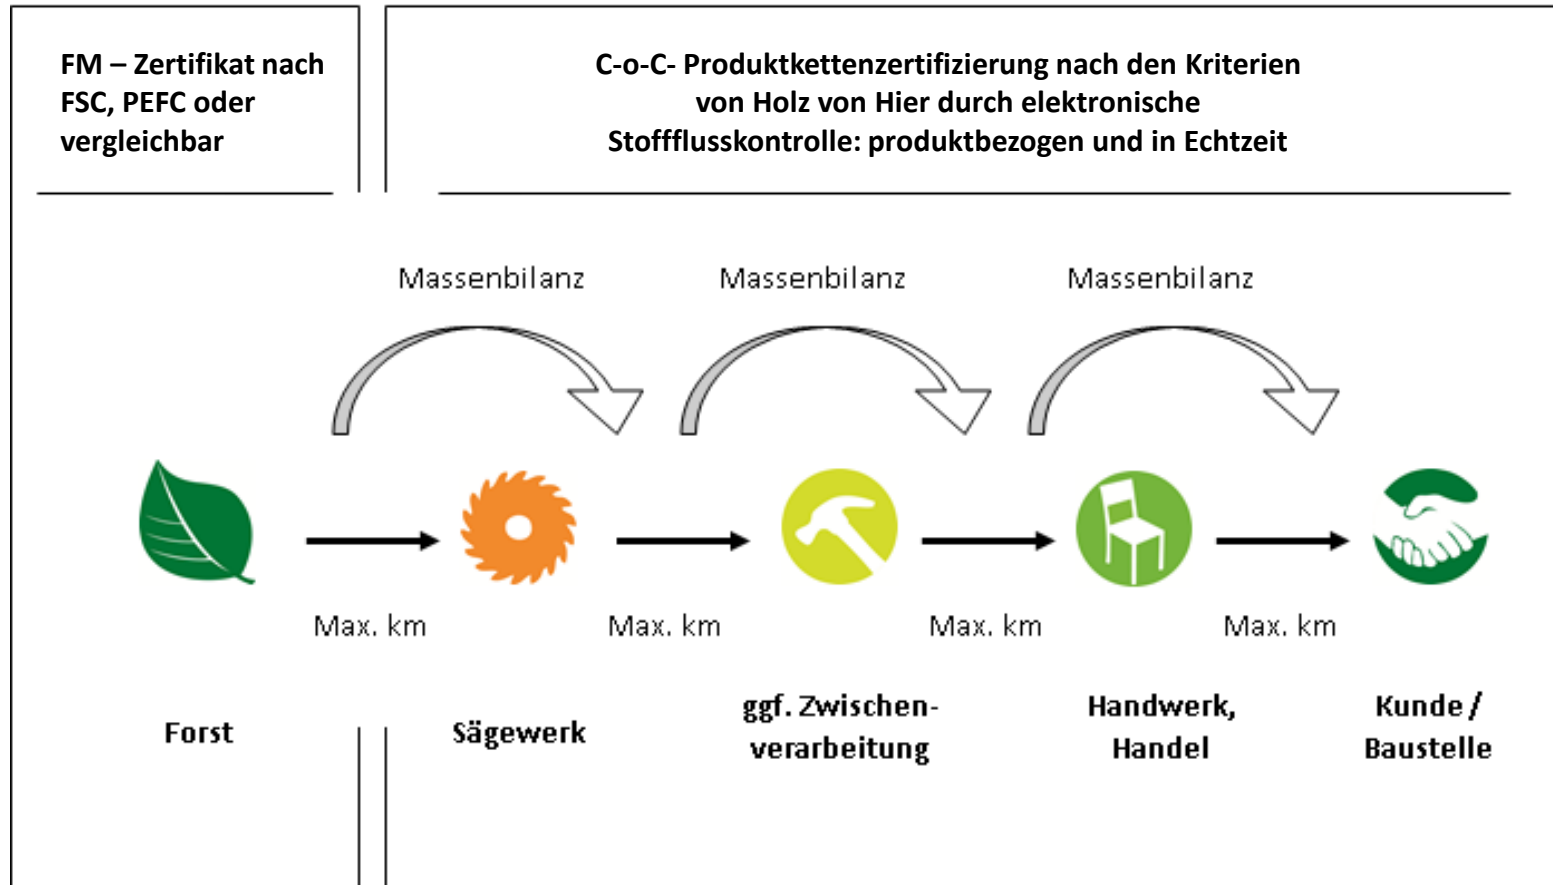 FM – Zertifikat nach
FSC, PEFC oder
vergleichbar
C-o-C- Produktkettenzertifizierung nach den Kriterien
von Holz von Hier durch elektronische
Stoffflusskontrolle: produktbezogen und in Echtzeit
Massenbilanz
Massenbilanz
Massenbilanz
Max. km
Max. km
Max. km
Max. km
Forst
Sägewerk
ggf. Zwischen-
verarbeitung
Handwerk,
Handel
Kunde /
Baustelle